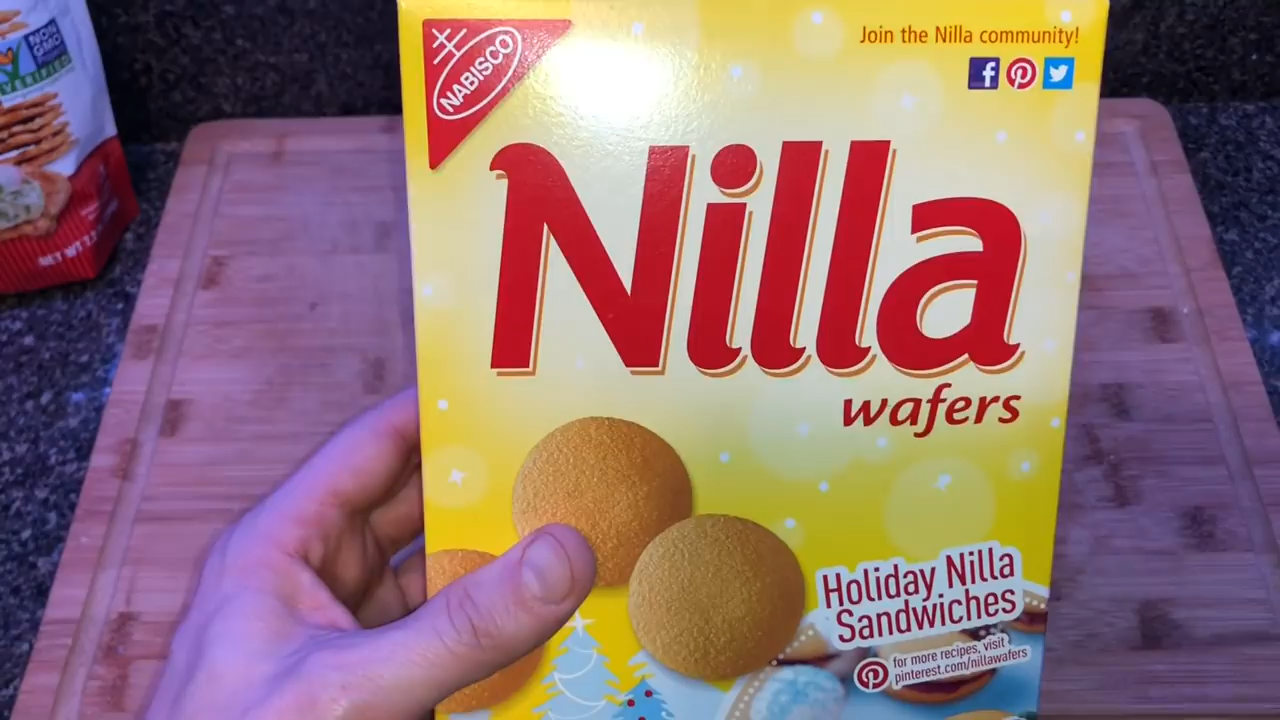 NON
GMO
VERIFIED
NET WT
NABISCO
Join the Nilla community!
Nilla
wafers
Holiday Nilla
Sandwiches
for more recipes, visit
pinterest.com/nillawafers